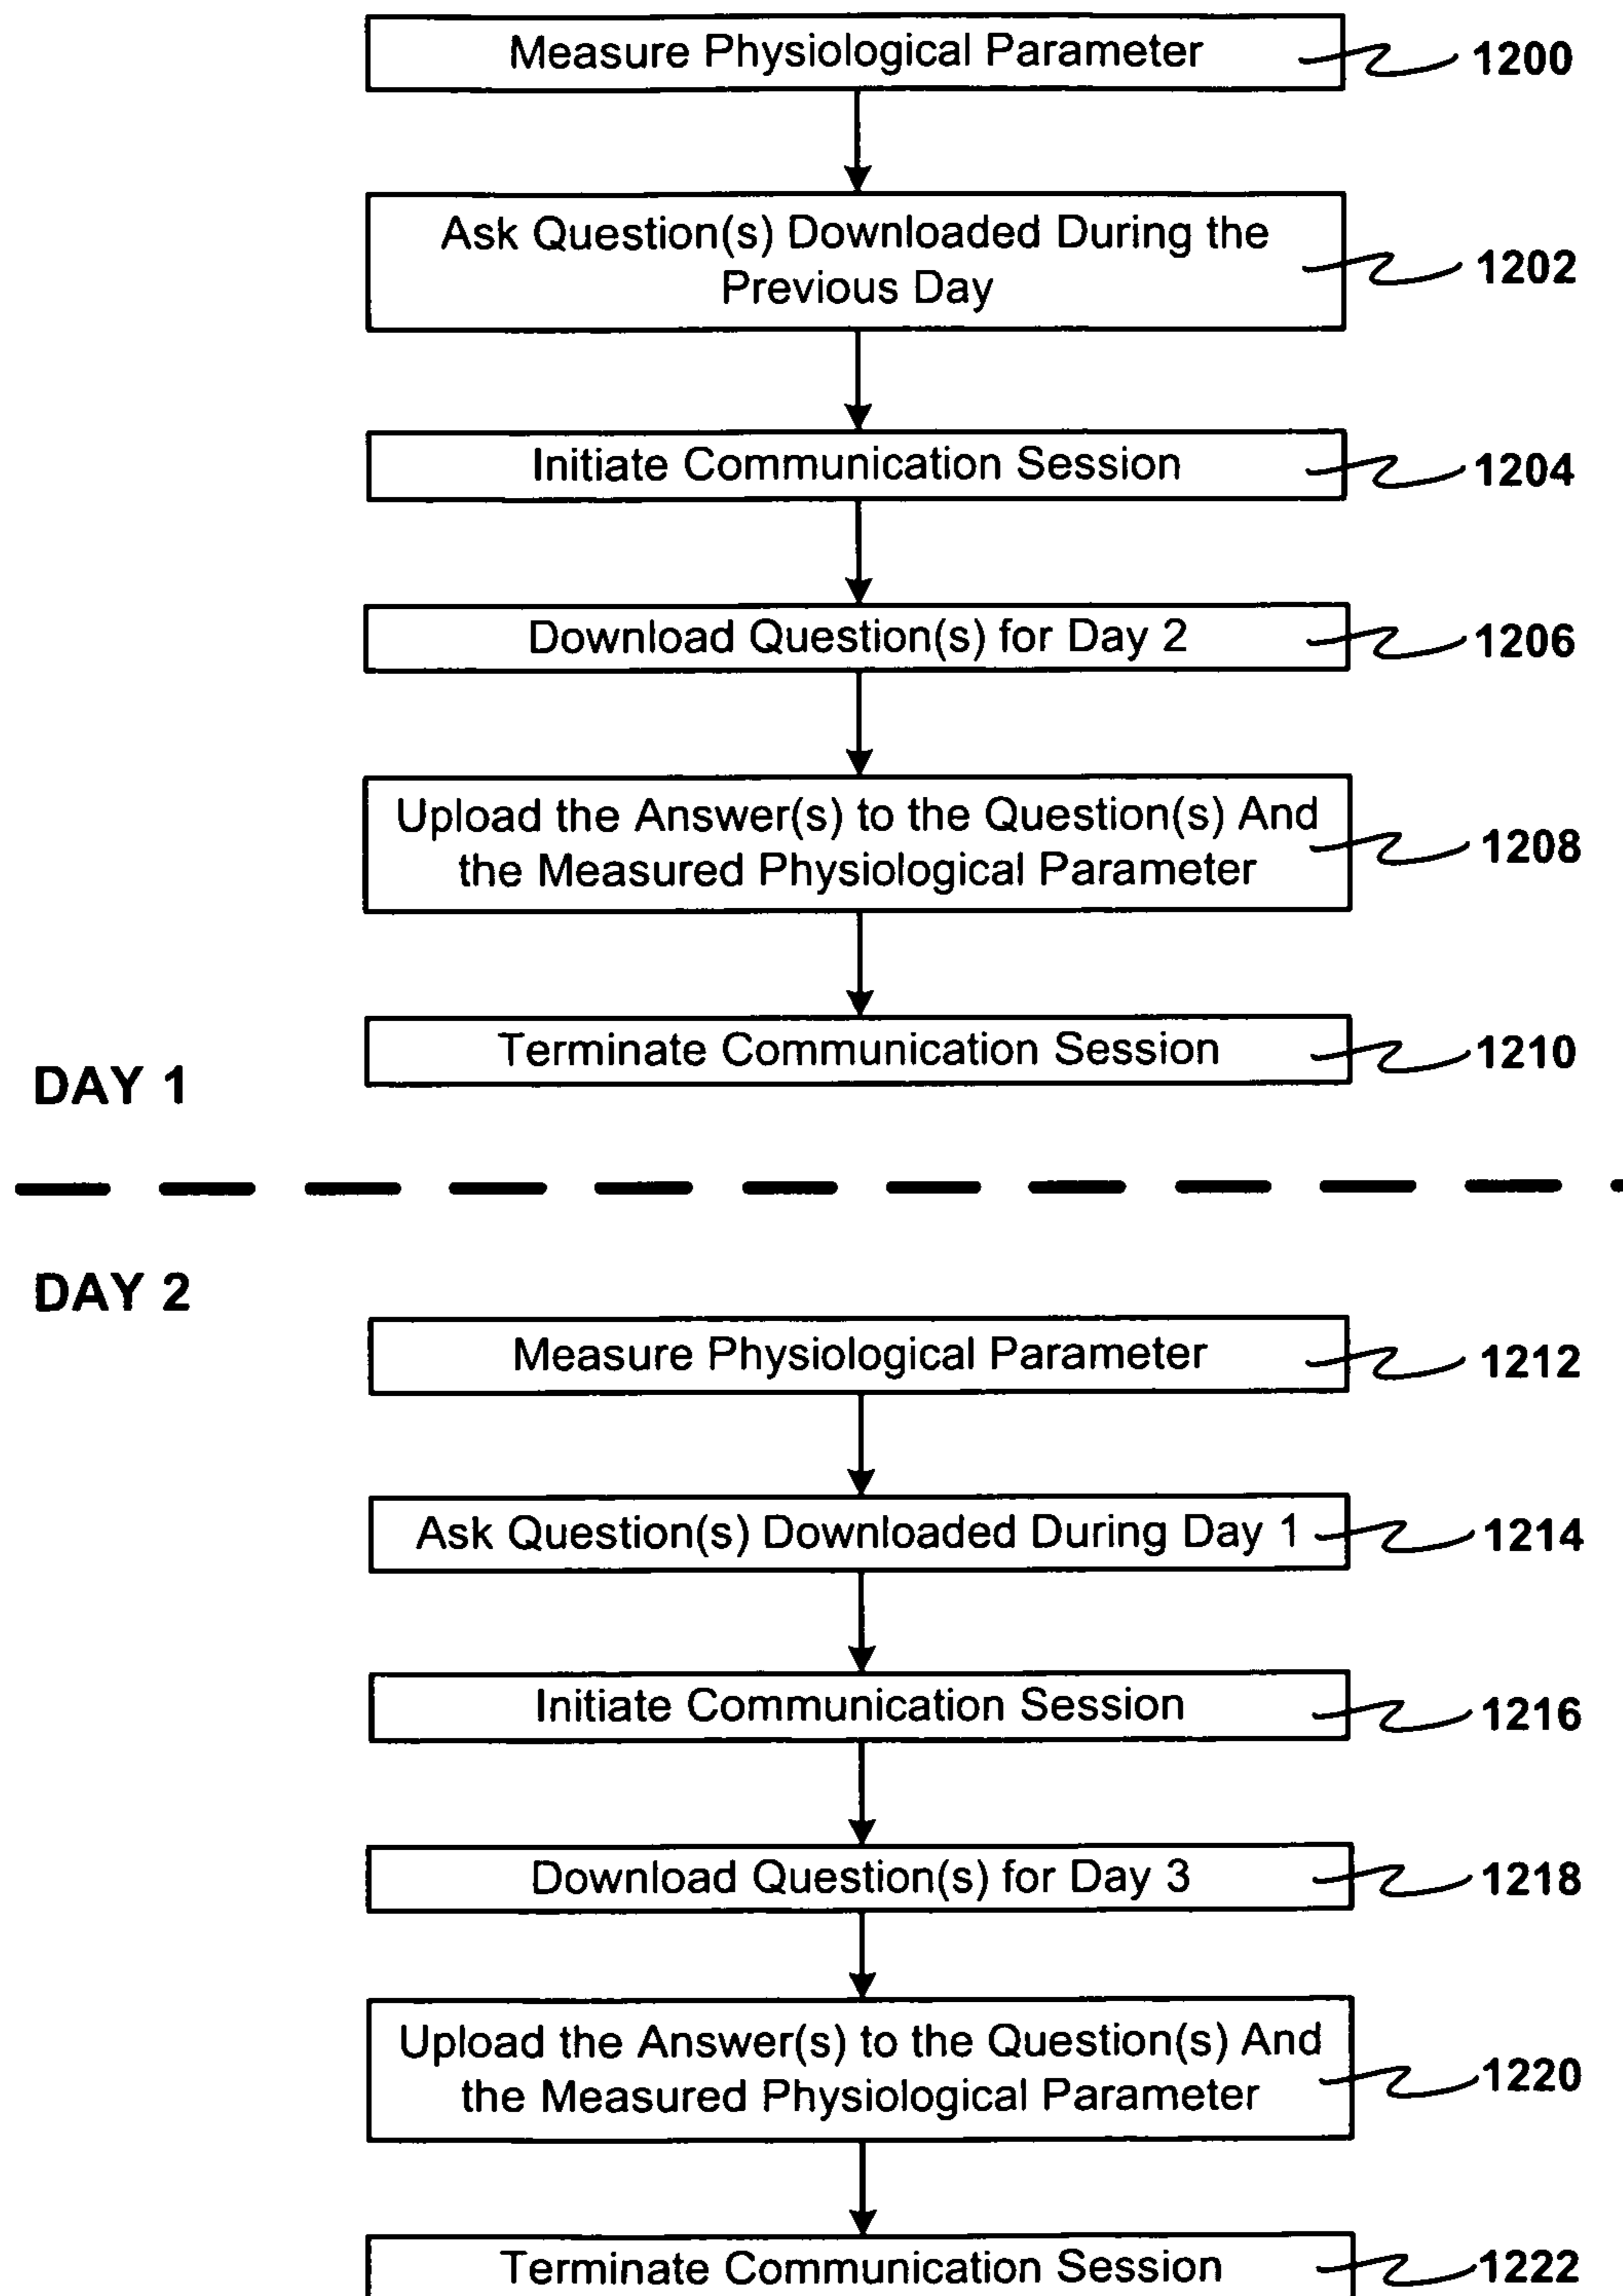 Measure Physiological Parameter
1200
Ask Question(s) Downloaded During the
Previous Day
1202
Initiate Communication Session
1204
Download Question(s) for Day 2
1206
Upload the Answer(s) to the Question(s) And
the Measured Physiological Parameter
1208
Terminate Communication Session
1210
DAY 1
DAY 2
Measure Physiological Parameter
1212
Ask Question(s) Downloaded During Day 1
1214
Initiate Communication Session
1216
Download Question(s) for Day 3
1218
Upload the Answer(s) to the Question(s) And
the Measured Physiological Parameter
1220
Terminate Communication Session
1222